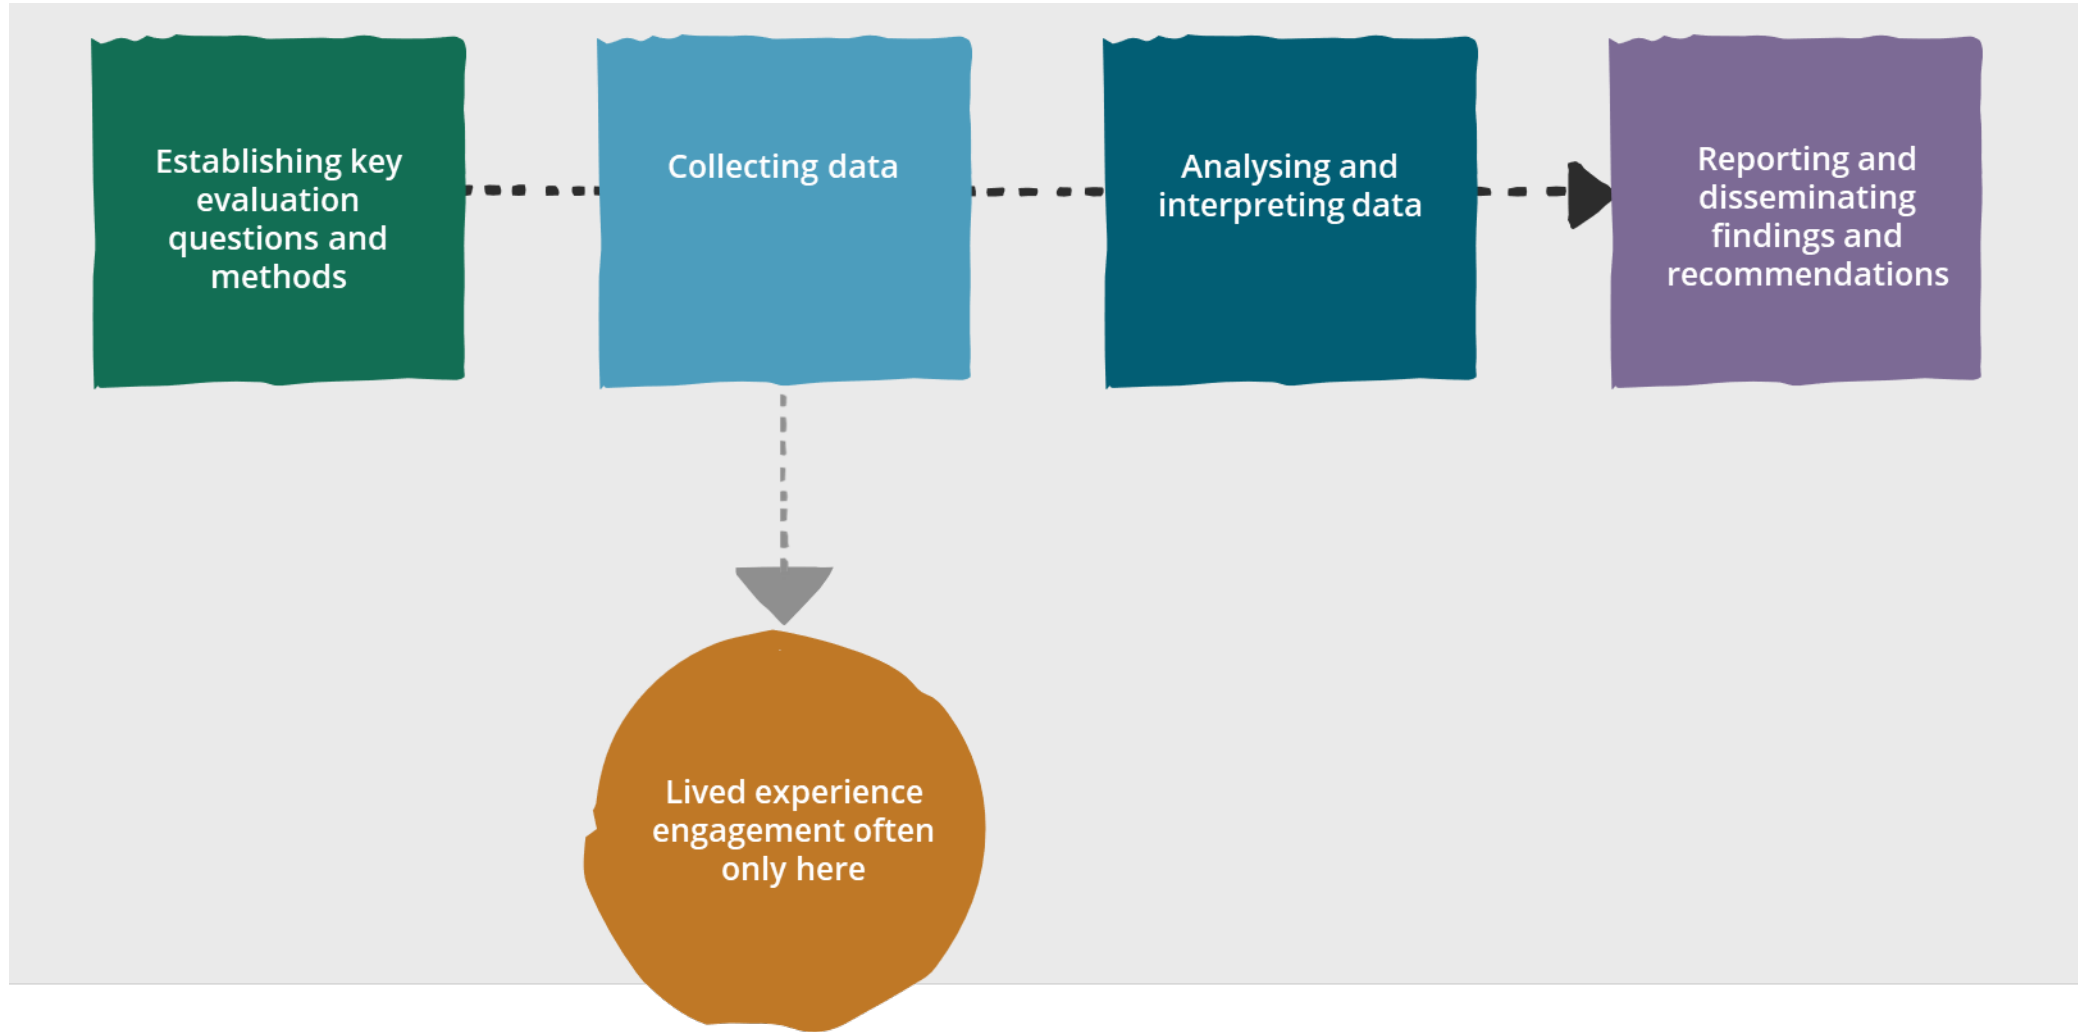 Establishing key
evaluation
questions and
methods
Collecting data
Analysing and
interpreting data
Reporting and
disseminating
findings and
recommendations
Lived experience
engagement often
only here